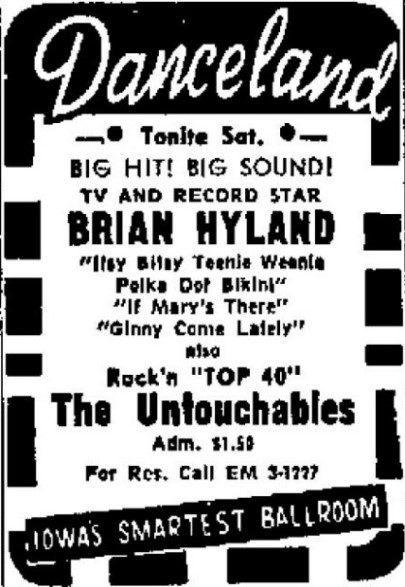 Danceland
Tonite Sat.
BIG HIT! BIG SOUND!
TV AND RECORD STAR
BRIAN HYLAND
"Itsy Bitsy Teenie Weenie
Polka Dot Bikini"
"If Mary's There"
"Ginny Come Lately"
also
Rock'n "TOP 40"
The Untouchables
Adm. $1.50
For Res. Call EM
IOWA'S SMARTEST BALLROOM